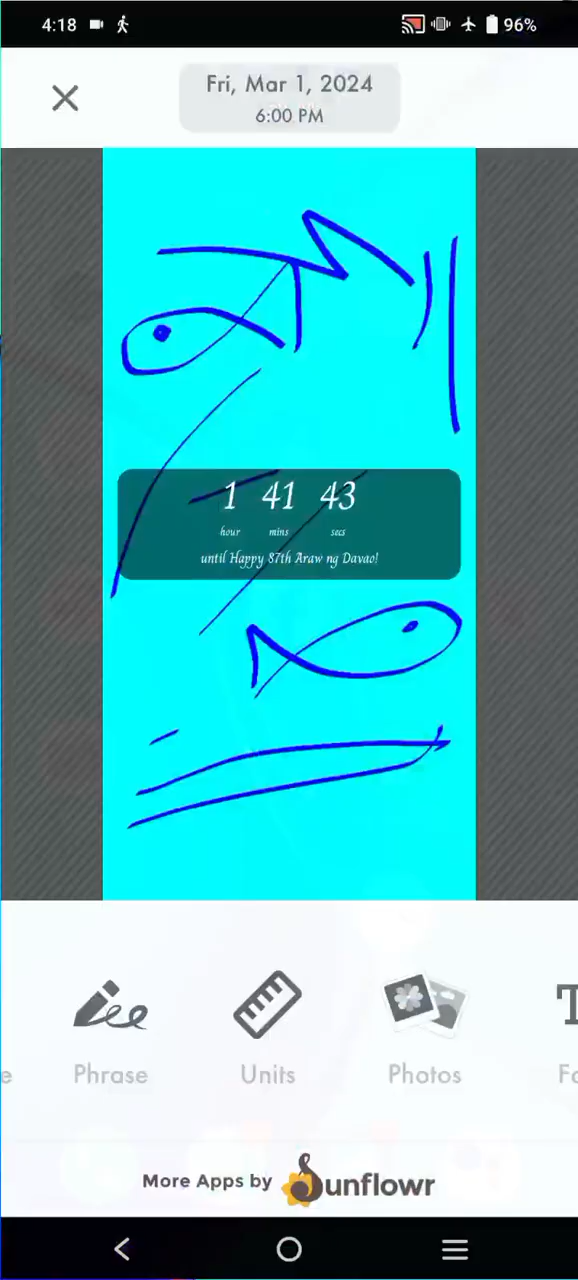 4:18 96%
Fri, Mar 1, 2024
6:00 PM
1 41 43
hour mins secs
until Happy 87th Araw ng Davao!
e Phrase Units Photos Fo
More Apps by Sunflowr